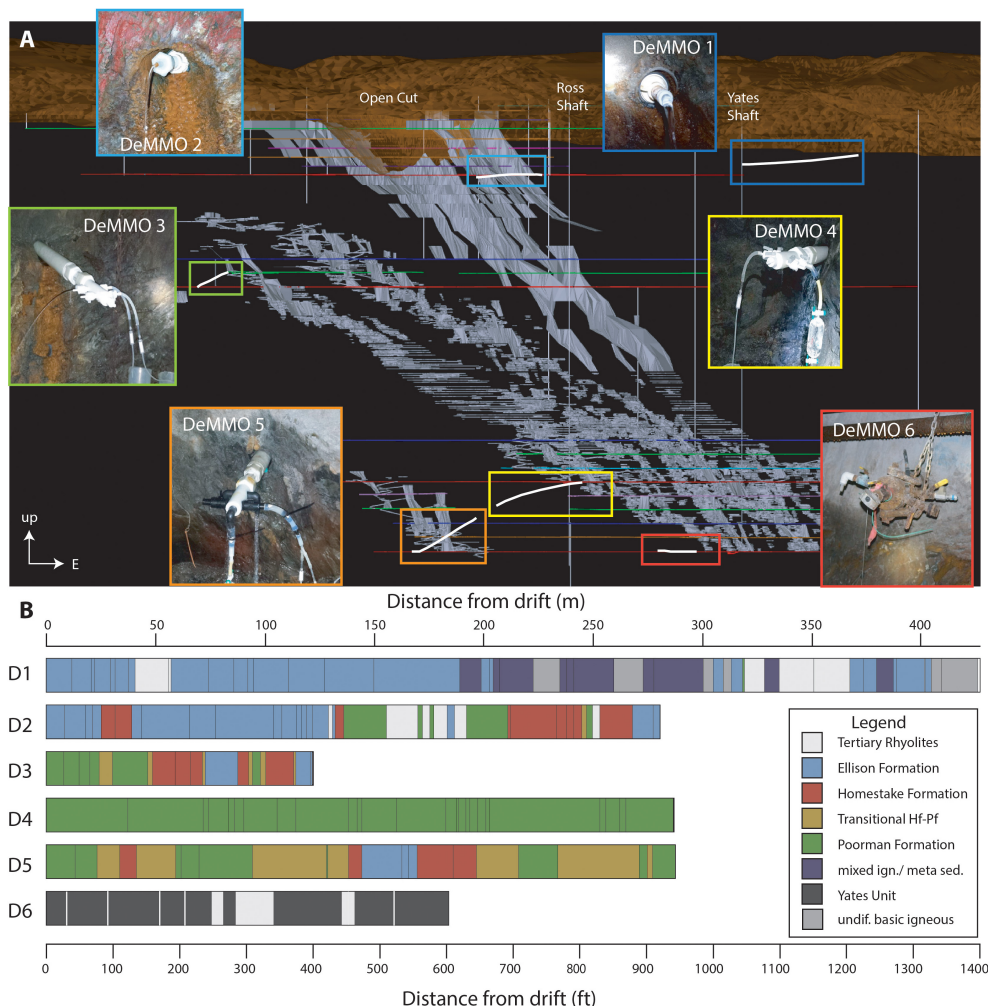 A
DeMMO 2
Open Cut
Ross
Shaft
DeMMO 1
Yates
Shaft
DeMMO 3
DeMMO 4
DeMMO 5
DeMMO 6
up
E
B
Distance from drift (m)
0 50 100 150 200 250 300 350 400
D1
D2
D3
D4
D5
D6
Legend
Tertiary Rhyolites
Ellison Formation
Homestake Formation
Transitional Hf-Pf
Poorman Formation
mixed ign./ meta sed.
Yates Unit
undif. basic igneous
0 100 200 300 400 500 600 700 800 900 1000 1100 1200 1300 1400
Distance from drift (ft)